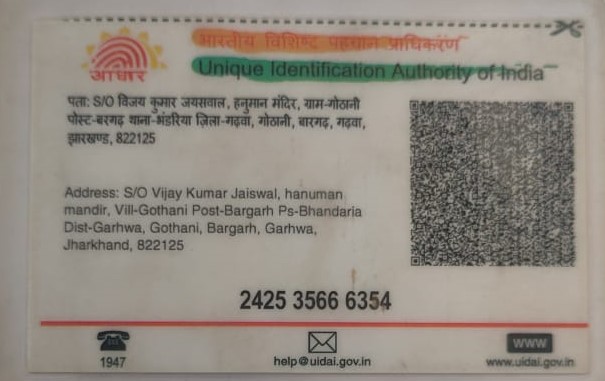 भारतीय विशिष्ट पहचान प्राधिकरण
Unique Identification Authority of India
आधार
पता: S/O विजय कुमार जयसवाल, हनुमान मंदिर, ग्राम-गोठानी
पोस्ट-बरगढ़ थाना-भंडरिया ज़िला-गढ़वा, गोठानी, बारगढ़, गढ़वा,
झारखण्ड, 822125
Address: S/O Vijay Kumar Jaiswal, hanuman
mandir, Vill-Gothani Post-Bargarh Ps-Bhandaria
Dist-Garhwa, Gothani, Bargarh, Garhwa,
Jharkhand, 822125
2425 3566 6354
1947
help@uidai.gov.in
WWW
www.uidai.gov.in